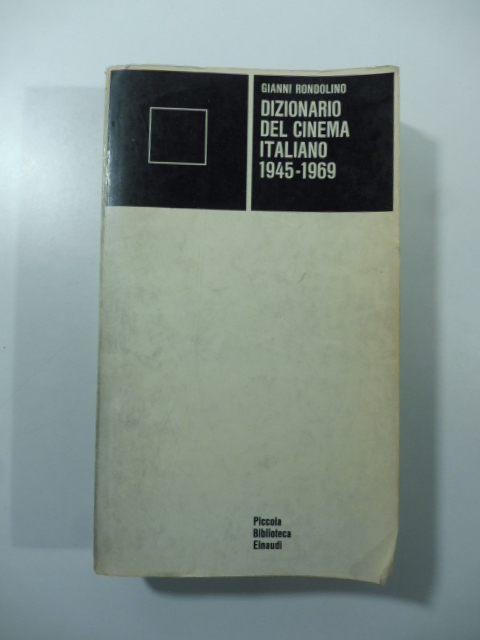 GIANNI RONDOLINO
DIZIONARIO
DEL CINEMA
ITALIANO
1945-1969
Piccola
Biblioteca
Einaudi